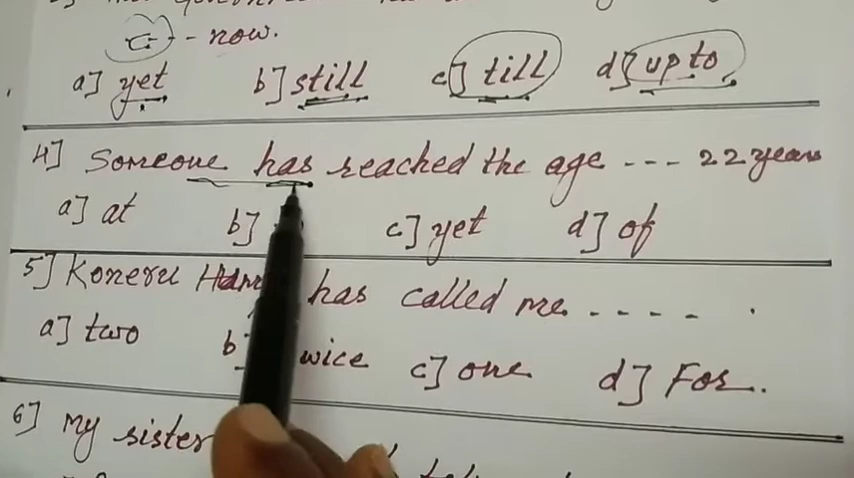 - now.
a] yet b] still c] till d] up to
4] Someone has reached the age --- 22 years
a] at b] c] yet d] of
5] Koneru has called me - - - - - .
a] two b wice c] one d] For.
6] My sister